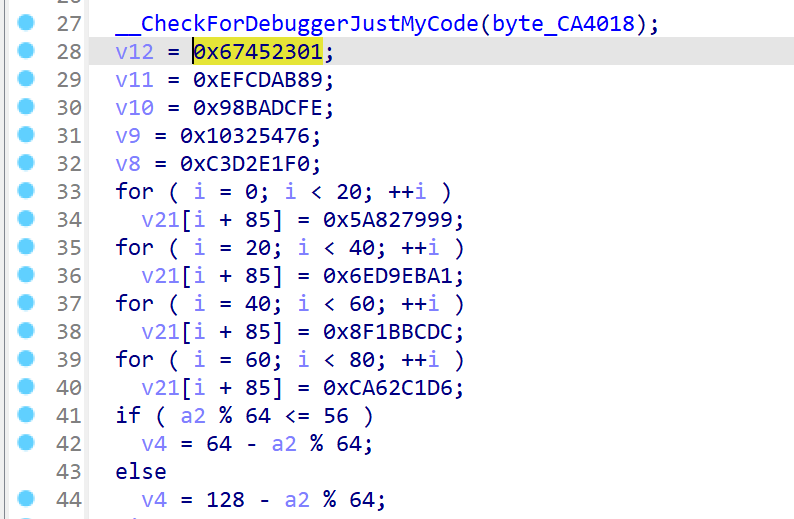 27 __CheckForDebuggerJustMyCode(byte_CA4018);
28 v12 = 0x67452301;
29 v11 = 0xEFCDAB89;
30 v10 = 0x98BADCFE;
31 v9 = 0x10325476;
32 v8 = 0xC3D2E1F0;
33 for ( i = 0; i < 20; ++i )
34 v21[i + 85] = 0x5A827999;
35 for ( i = 20; i < 40; ++i )
36 v21[i + 85] = 0x6ED9EBA1;
37 for ( i = 40; i < 60; ++i )
38 v21[i + 85] = 0x8F1BBCDC;
39 for ( i = 60; i < 80; ++i )
40 v21[i + 85] = 0xCA62C1D6;
41 if ( a2 % 64 <= 56 )
42 v4 = 64 - a2 % 64;
43 else
44 v4 = 128 - a2 % 64;